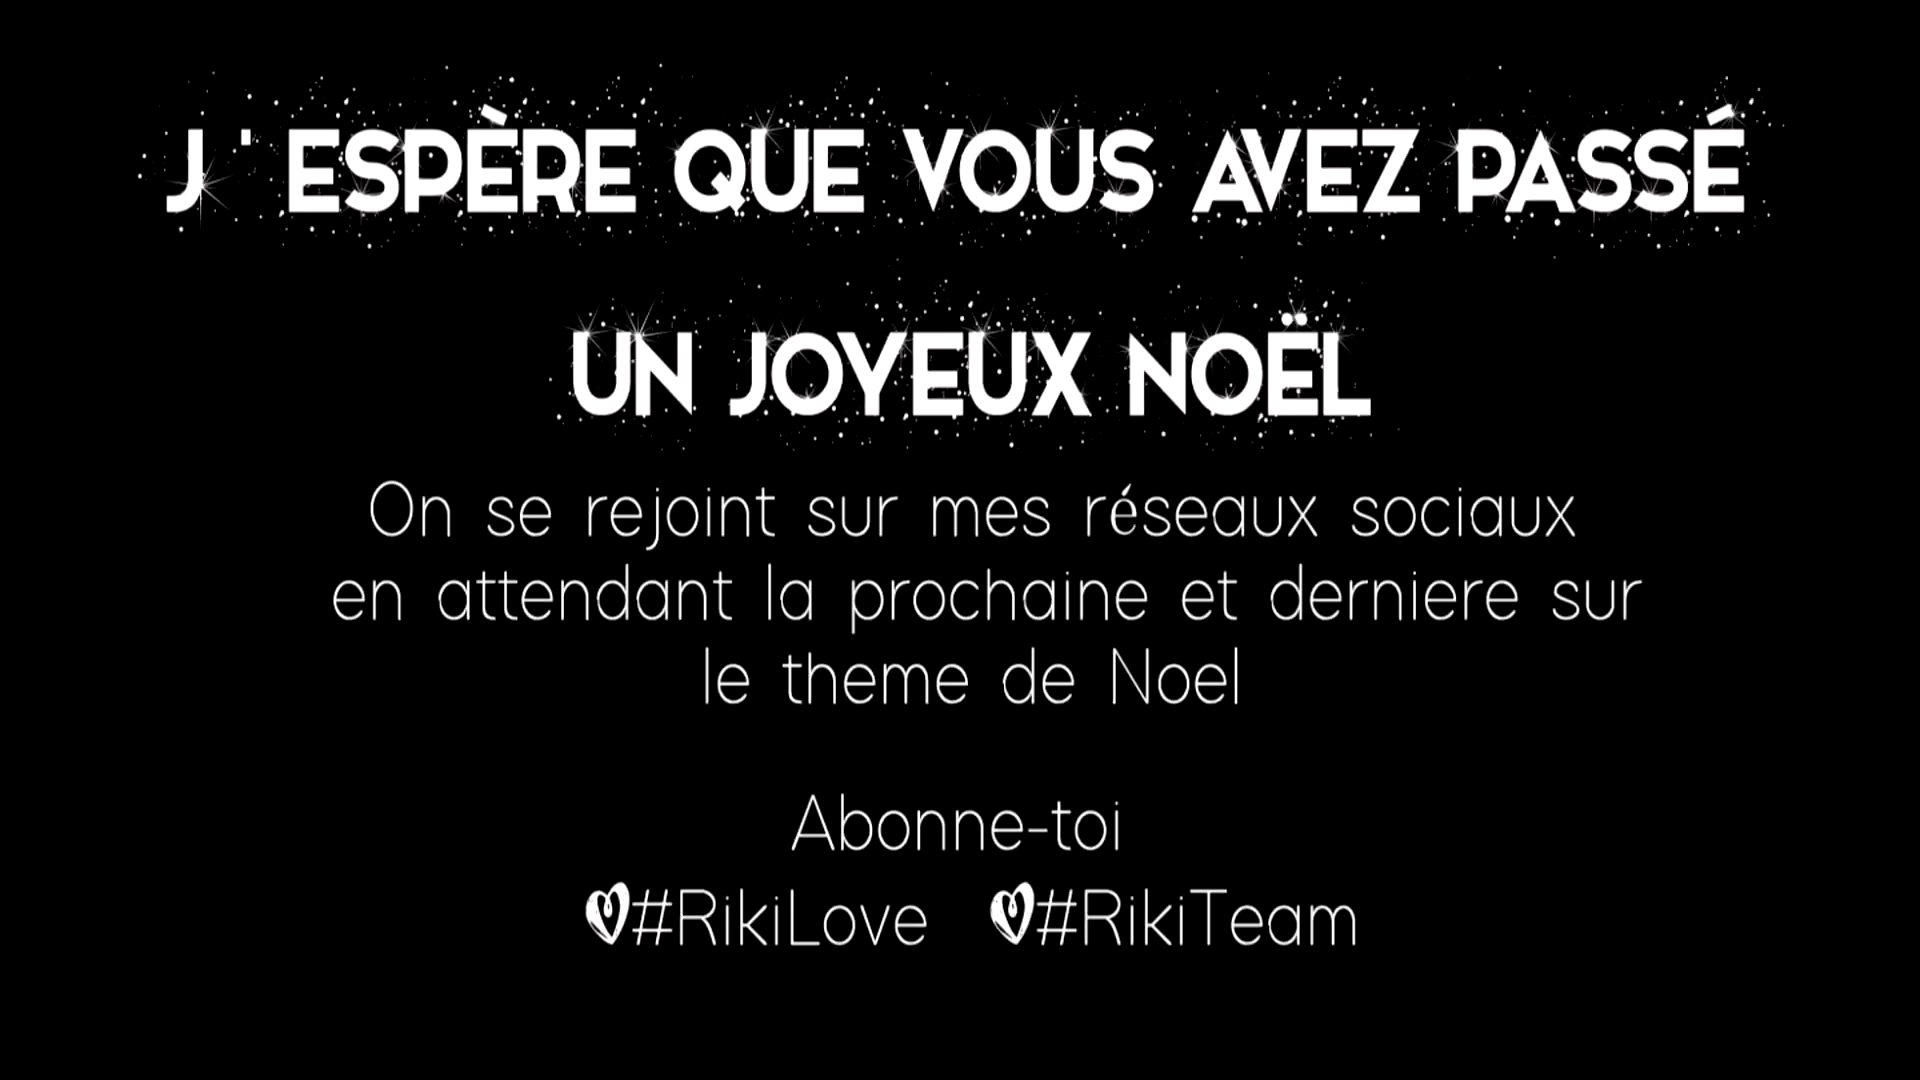 J'ESPÈRE QUE VOUS AVEZ PASSÉ
UN JOYEUX NOËL
On se rejoint sur mes réseaux sociaux
en attendant la prochaine et derniere sur
le theme de Noel
Abonne-toi
#RikiLove #RikiTeam